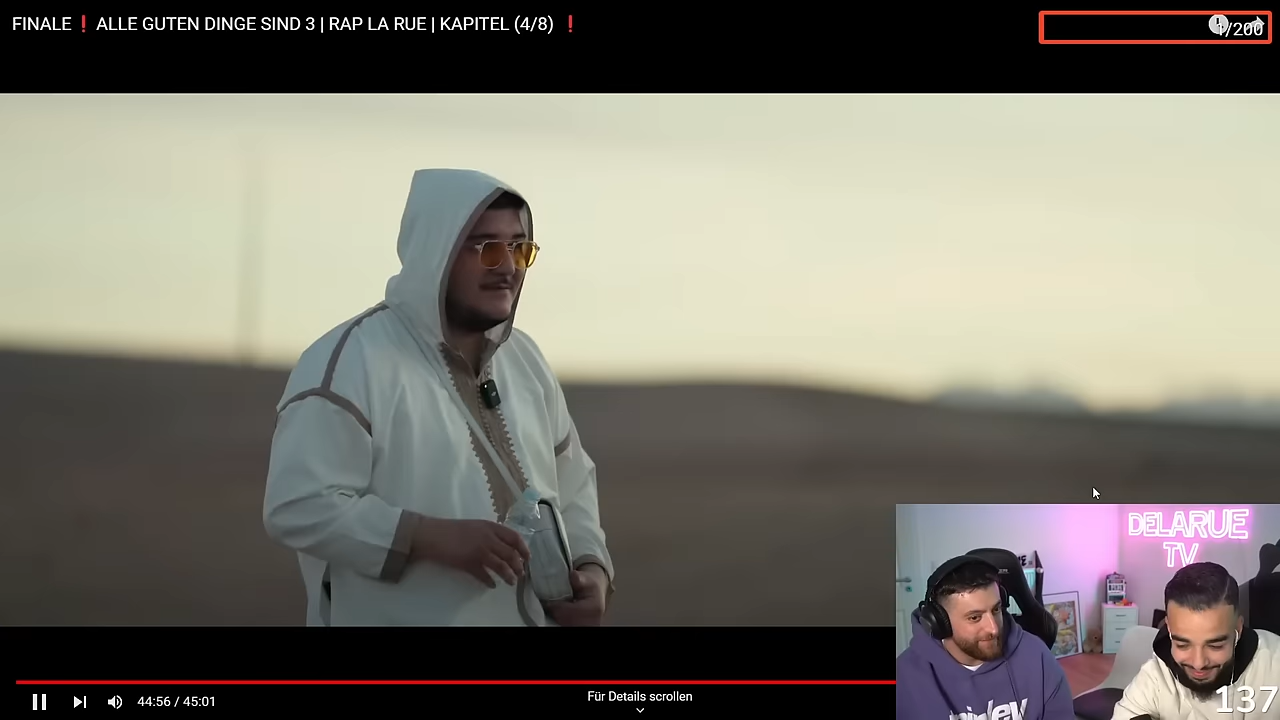 FINALE❗ALLE GUTEN DINGE SIND 3 | RAP LA RUE | KAPITEL (4/8) ❗
1/200
DELARUE
TV
44:56 / 45:01
Für Details scrollen
137